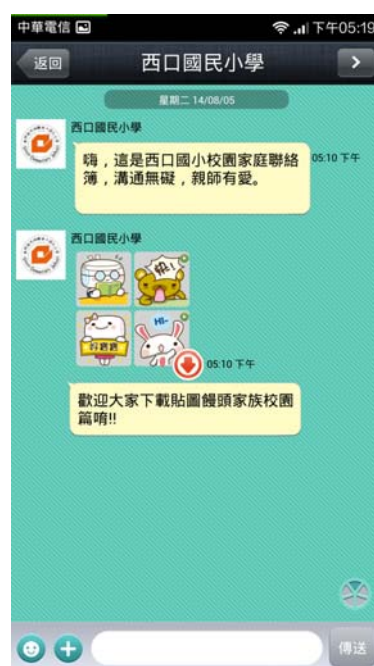 中華電信
下午05:19
返回
西口國民小學
星期二 14/08/05
西口國民小學
嗨，這是西口國小校園家庭聯絡
簿，溝通無礙，親師有愛。
05:10 下午
西口國民小學
快!
好棒棒
HI~
05:10 下午
歡迎大家下載貼圖饅頭家族校園
篇唷!!
傳送